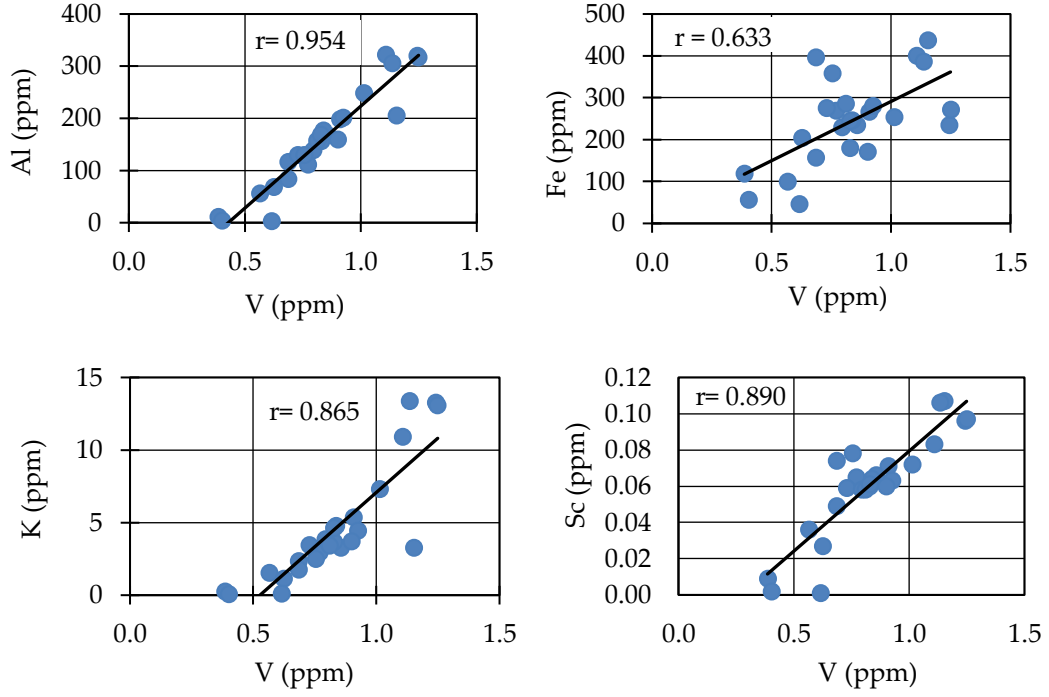 400
300
200
100
0
Al (ppm)
r= 0.954
0.0 0.5 1.0 1.5
V (ppm)
500
400
300
200
100
0
Fe (ppm)
r = 0.633
0.0 0.5 1.0 1.5
V (ppm)
15
10
5
0
K (ppm)
r= 0.865
0.0 0.5 1.0 1.5
V (ppm)
0.12
0.10
0.08
0.06
0.04
0.02
0.00
Sc (ppm)
r= 0.890
0.0 0.5 1.0 1.5
V (ppm)